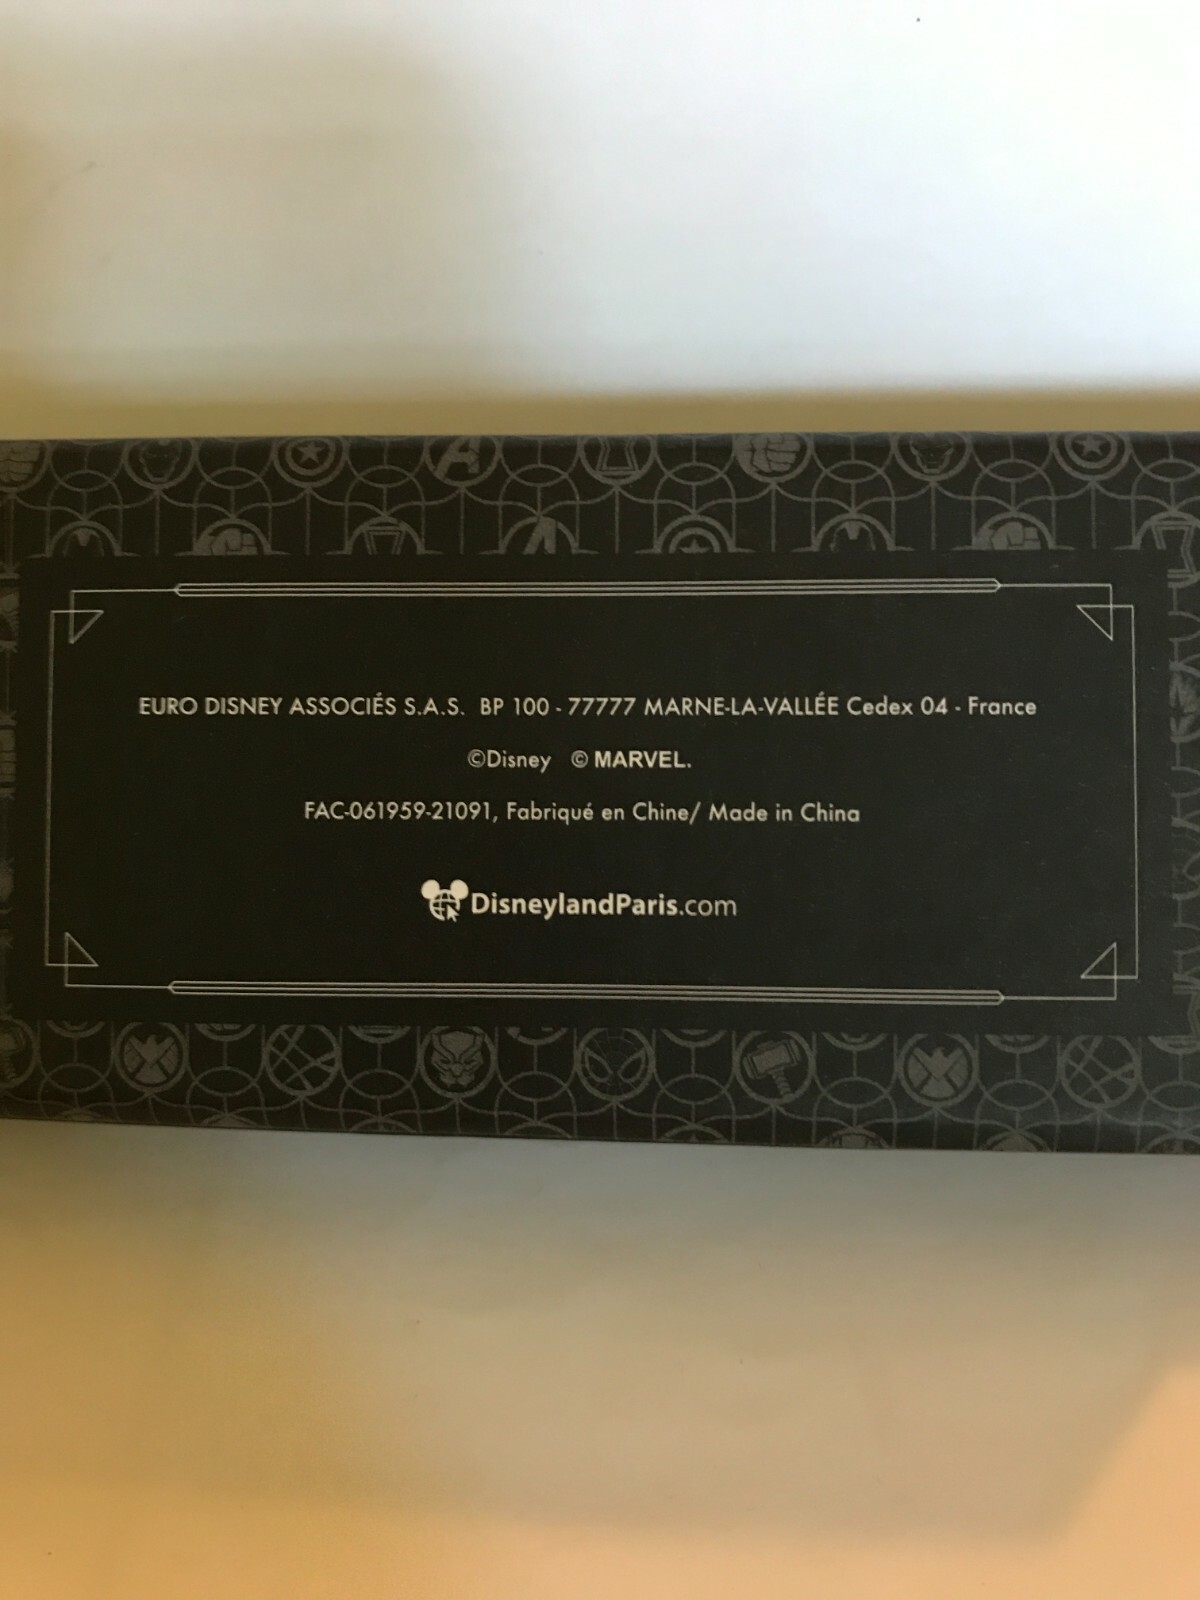 EURO DISNEY ASSOCIÉS S.A.S. BP 100 - 77777 MARNE-LA-VALLÉE Cedex 04 - France
©Disney © MARVEL.
FAC-061959-21091, Fabriqué en Chine/ Made in China
DisneylandParis.com